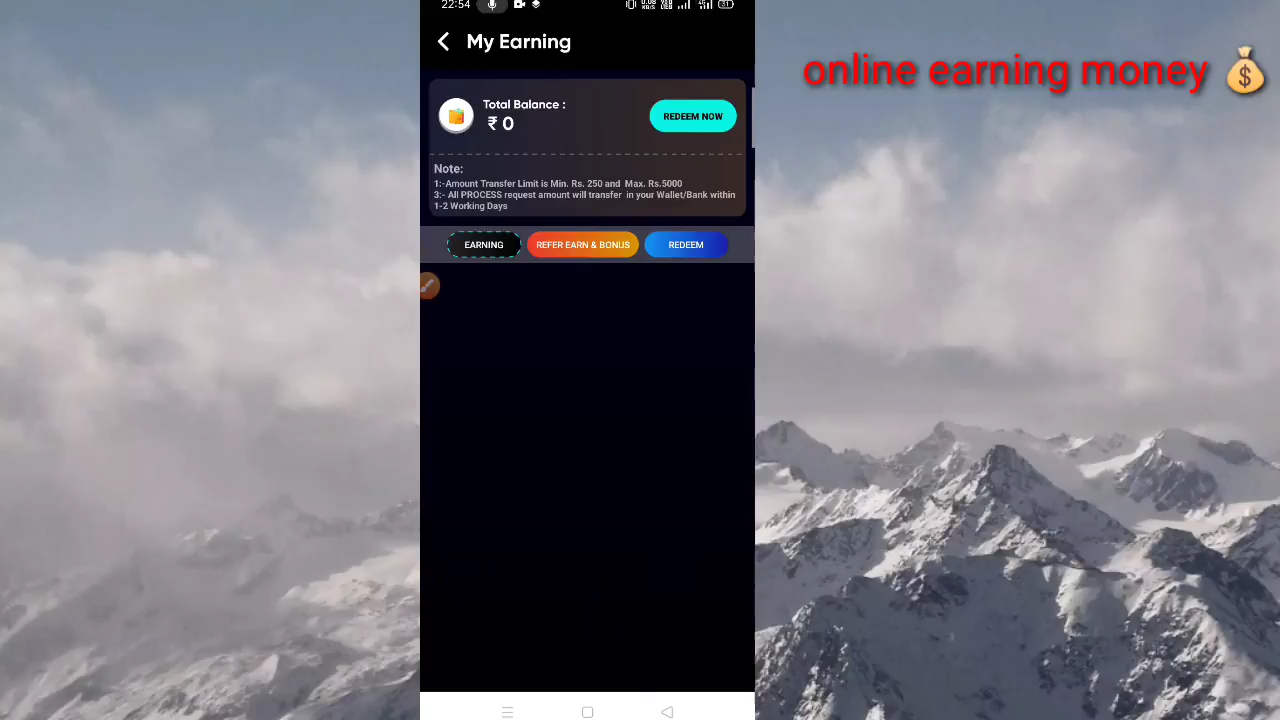 22:54
My Earning
online earning money 💰
Total Balance :
₹ 0
REDEEM NOW
Note:
1:-Amount Transfer Limit is Min. Rs. 250 and Max. Rs.5000
3:- All PROCESS request amount will transfer in your Wallet/Bank within
1-2 Working Days
EARNING
REFER EARN & BONUS
REDEEM